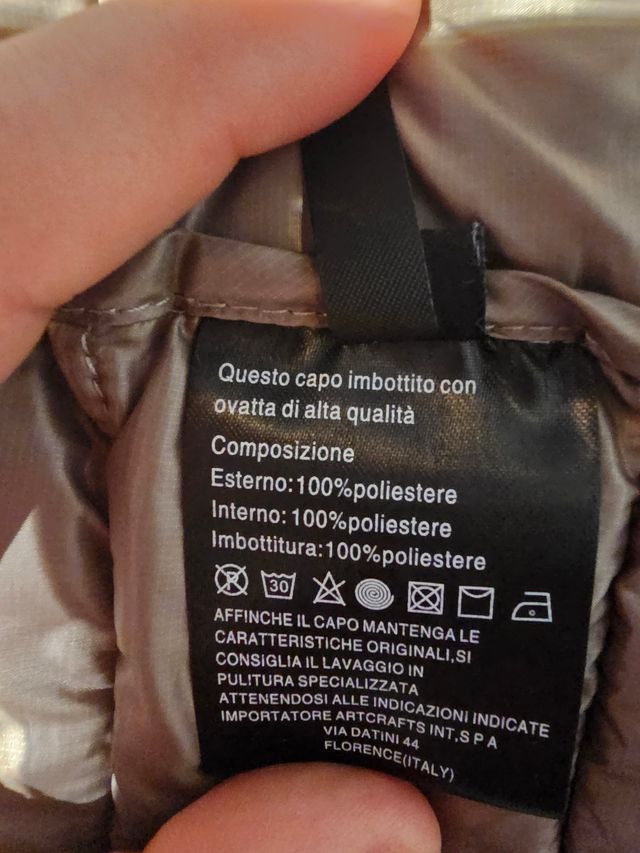 Questo capo imbottito con
ovatta di alta qualità
Composizione
Esterno:100%poliestere
Interno:100%poliestere
Imbottitura:100%poliestere
30
AFFINCHE IL CAPO MANTENGA LE
CARATTERISTICHE ORIGINALI,SI
CONSIGLIA IL LAVAGGIO IN
PULITURA SPECIALIZZATA
ATTENENDOSI ALLE INDICAZIONI INDICATE
IMPORTATORE ARTCRAFTS INT,S P A
VIA DATINI 44
FLORENCE(ITALY)